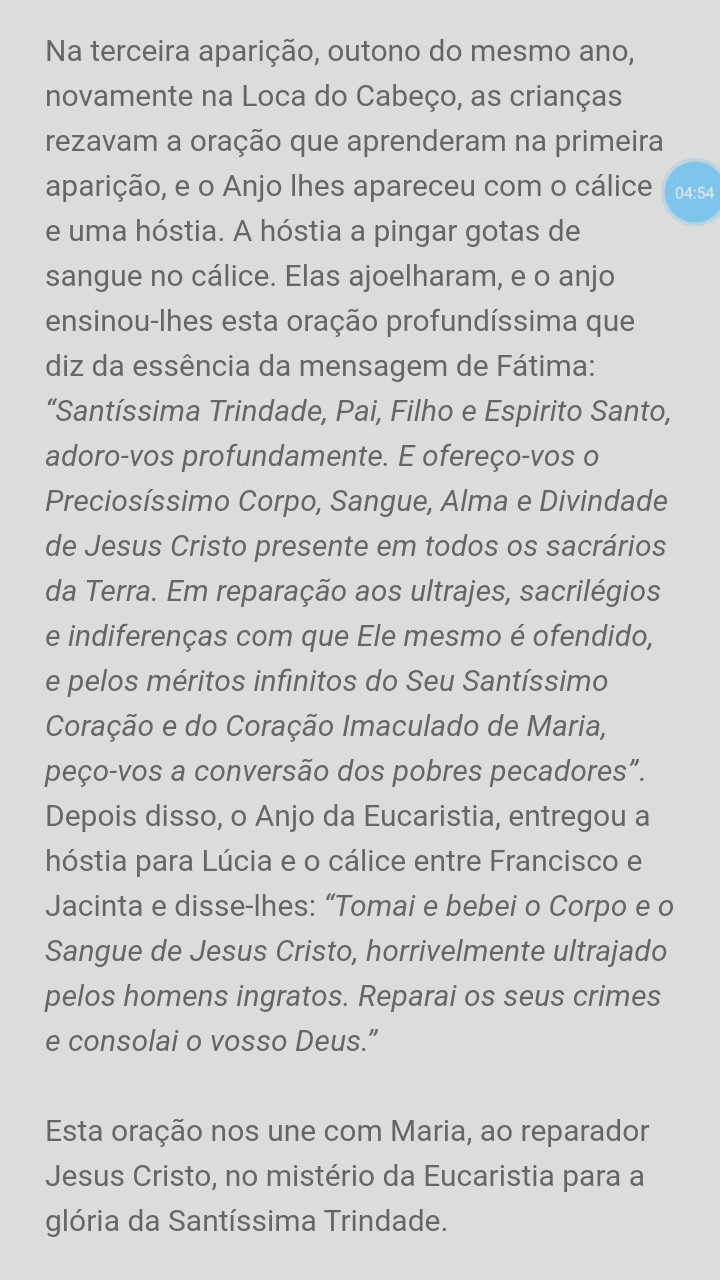 Na terceira aparição, outono do mesmo ano,
novamente na Loca do Cabeço, as crianças
rezavam a oração que aprenderam na primeira
aparição, e o Anjo lhes apareceu com o cálice
04:54
e uma hóstia. A hóstia a pingar gotas de
sangue no cálice. Elas ajoelharam, e o anjo
ensinou-lhes esta oração profundíssima que
diz da essência da mensagem de Fátima:
“Santíssima Trindade, Pai, Filho e Espirito Santo,
adoro-vos profundamente. E ofereço-vos o
Preciosíssimo Corpo, Sangue, Alma e Divindade
de Jesus Cristo presente em todos os sacrários
da Terra. Em reparação aos ultrajes, sacrilégios
e indiferenças com que Ele mesmo é ofendido,
e pelos méritos infinitos do Seu Santíssimo
Coração e do Coração Imaculado de Maria,
peço-vos a conversão dos pobres pecadores”.
Depois disso, o Anjo da Eucaristia, entregou a
hóstia para Lúcia e o cálice entre Francisco e
Jacinta e disse-lhes: “Tomai e bebei o Corpo e o
Sangue de Jesus Cristo, horrivelmente ultrajado
pelos homens ingratos. Reparai os seus crimes
e consolai o vosso Deus.”
Esta oração nos une com Maria, ao reparador
Jesus Cristo, no mistério da Eucaristia para a
glória da Santíssima Trindade.